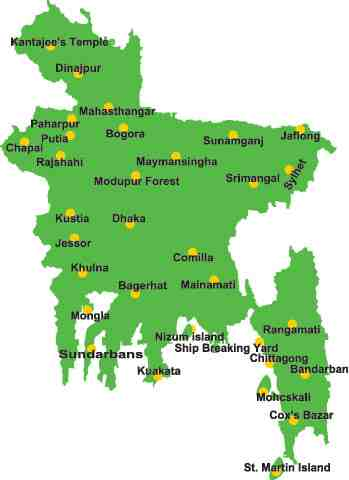 Kantajee's Temple
Dinajpur
Mahasthangar
Paharpur
Putia
Bogora
Sunamganj
Jaflong
Chapai
Rajshahi
Maymansingha
Sylhet
Modupur Forest
Srimangal
Kustia
Dhaka
Jessor
Comilla
Khulna
Bagerhat
Mainamati
Mongla
Rangamati
Nizum island
Ship Breaking Yard
Sundarbans
Chittagong
Kuakata
Bandarban
Mohcskali
Cox's Bazar
St. Martin Island